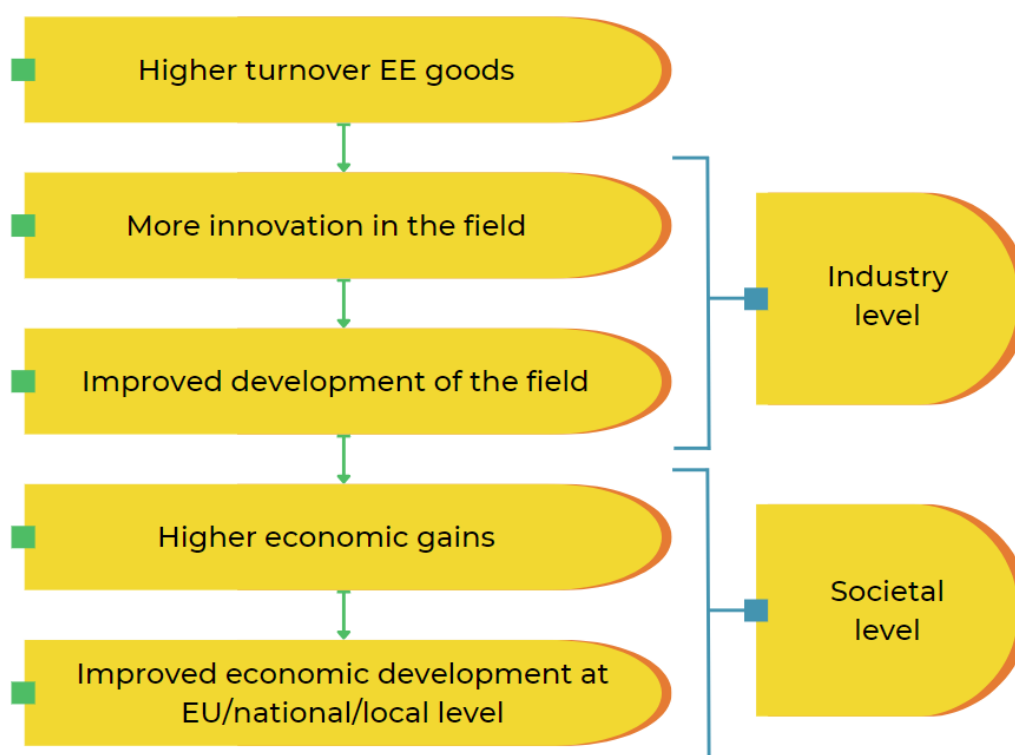 Higher turnover EE goods
More innovation in the field
Improved development of the field
Industry
level
Higher economic gains
Improved economic development at
EU/national/local level
Societal
level